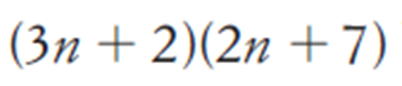 (3n + 2)(2n + 7)